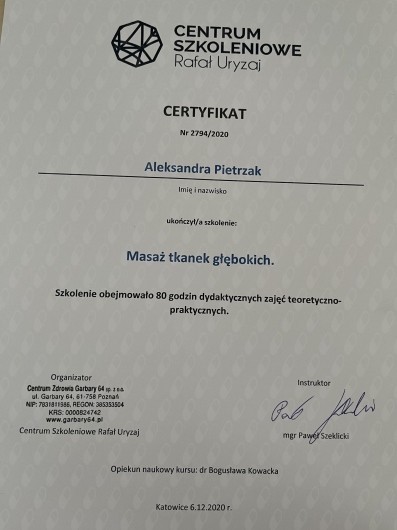 CENTRUM
SZKOLENIOWE
Rafał Uryzaj
CERTYFIKAT
Nr 2794/2020
Aleksandra Pietrzak
Imię i nazwisko
ukończył/a szkolenie:
Masaż tkanek głębokich.
Szkolenie obejmowało 80 godzin dydaktycznych zajęć teoretyczno-
praktycznych.
Organizator
Centrum Zdrowia Garbary 64 sp. z o.o.
ul. Garbary 64, 61-758 Poznań
NIP: 7831811986, REGON: 385353504
KRS: 0000824742
www.garbary64.pl
Centrum Szkoleniowe Rafał Uryzaj
Instruktor
mgr Paweł Szeklicki
Opiekun naukowy kursu: dr Bogusława Kowacka
Katowice 6.12.2020 r.